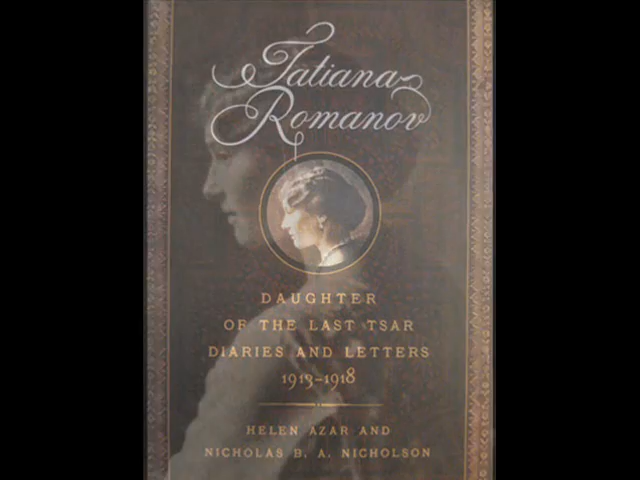 Tatiana
Romanov
DAUGHTER
OF THE LAST TSAR
DIARIES AND LETTERS
1913–1918
HELEN AZAR AND
NICHOLAS B. A. NICHOLSON